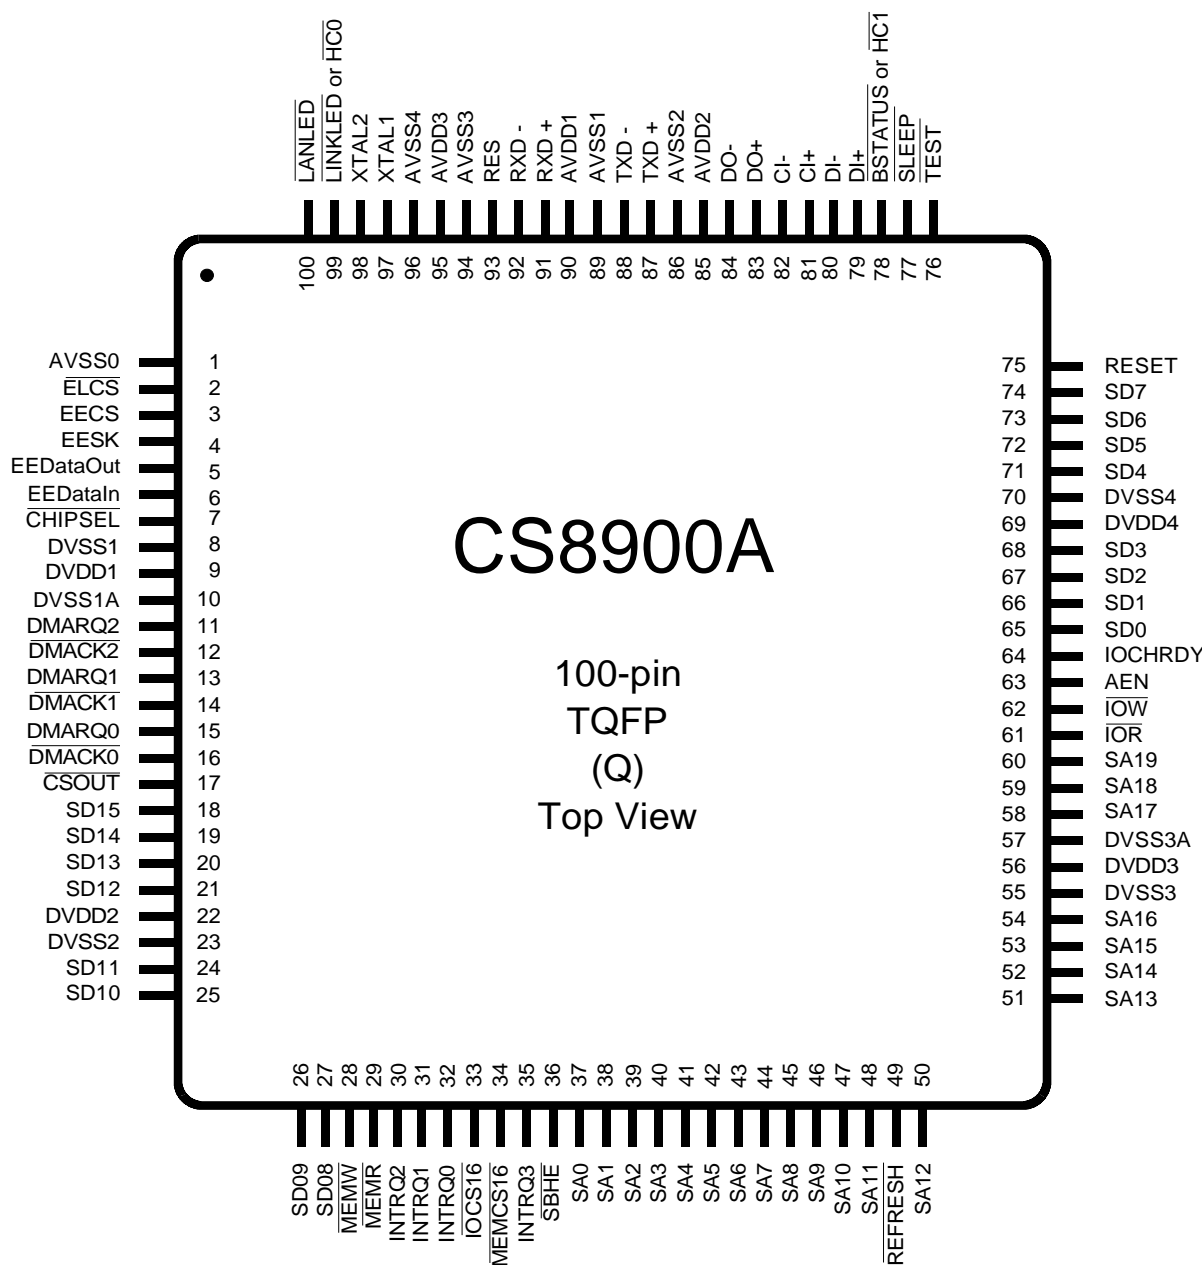 LANLED
LINKLED or HC0
XTAL2
XTAL1
AVSS4
AVDD3
AVSS3
RES
RXD -
RXD +
AVDD1
AVSS1
TXD -
TXD +
AVSS2
AVDD2
DO-
DO+
CI-
CI+
DI-
DI+
BSTATUS or HC1
SLEEP
TEST
100
99
98
97
96
95
94
93
92
91
90
89
88
87
86
85
84
83
82
81
80
79
78
77
76
AVSS0 1
ELCS 2
EECS 3
EESK 4
EEDataOut 5
EEDataIn 6
CHIPSEL 7
DVSS1 8
DVDD1 9
DVSS1A 10
DMARQ2 11
DMACK2 12
DMARQ1 13
DMACK1 14
DMARQ0 15
DMACK0 16
CSOUT 17
SD15 18
SD14 19
SD13 20
SD12 21
DVDD2 22
DVSS2 23
SD11 24
SD10 25
CS8900A
100-pin
TQFP
(Q)
Top View
75 RESET
74 SD7
73 SD6
72 SD5
71 SD4
70 DVSS4
69 DVDD4
68 SD3
67 SD2
66 SD1
65 SD0
64 IOCHRDY
63 AEN
62 IOW
61 IOR
60 SA19
59 SA18
58 SA17
57 DVSS3A
56 DVDD3
55 DVSS3
54 SA16
53 SA15
52 SA14
51 SA13
26
27
28
29
30
31
32
33
34
35
36
37
38
39
40
41
42
43
44
45
46
47
48
49
50
SD09
SD08
MEMW
MEMR
INTRQ2
INTRQ1
INTRQ0
IOCS16
MEMCS16
INTRQ3
SBHE
SA0
SA1
SA2
SA3
SA4
SA5
SA6
SA7
SA8
SA9
SA10
SA11
REFRESH
SA12